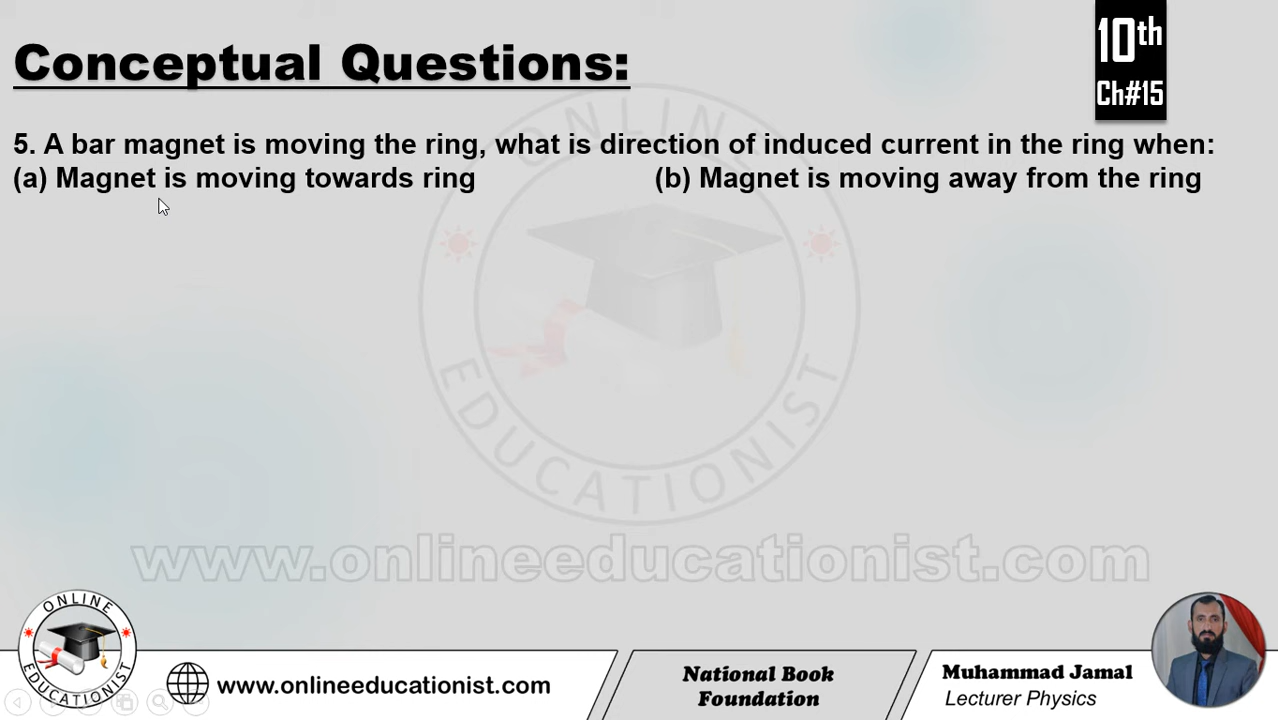 10th
Ch#15
Conceptual Questions:
5. A bar magnet is moving the ring, what is direction of induced current in the ring when:
(a) Magnet is moving towards ring (b) Magnet is moving away from the ring
ONLINE
EDUCATIONIST
www.onlineeducationist.com
ONLINE
EDUCATIONIST
www.onlineeducationist.com
National Book
Foundation
Muhammad Jamal
Lecturer Physics